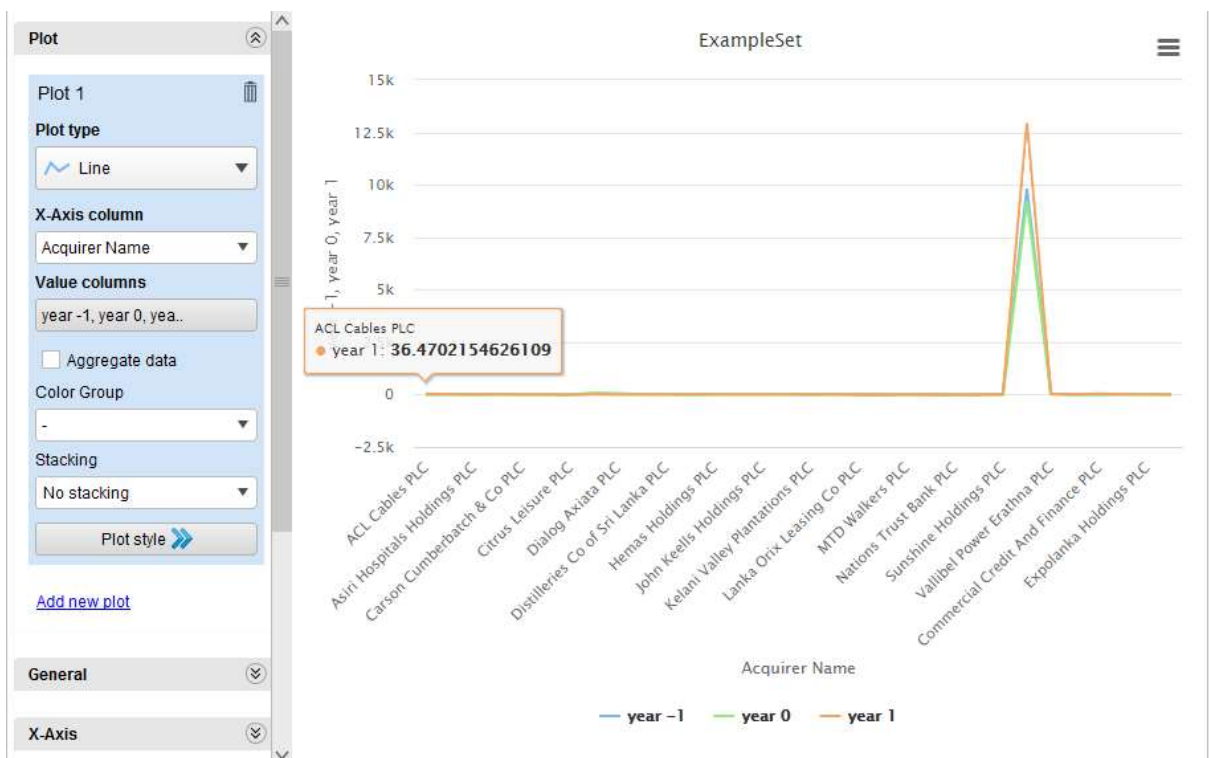 Plot
Plot 1
Plot type
Line
X-Axis column
Acquirer Name
Value columns
year -1, year 0, yea..
Aggregate data
Color Group
-
Stacking
No stacking
Plot style
Add new plot
General
X-Axis
ExampleSet
15k
12.5k
10k
7.5k
5k
0
-2.5k
-1, year 0, year 1
ACL Cables PLC
year 1: 36.4702154626109
ACL Cables PLC
Asiri Hospitals Holdings PLC
Carson Cumberbatch & Co PLC
Citrus Leisure PLC
Dialog Axiata PLC
Distilleries Co of Sri Lanka PLC
Hemas Holdings PLC
John Keells Holdings PLC
Kelani Valley Plantations PLC
Lanka Orix Leasing Co PLC
MTD Walkers PLC
Nations Trust Bank PLC
Sunshine Holdings PLC
Vallibel Power Erathna PLC
Commercial Credit And Finance PLC
Expolanka Holdings PLC
Acquirer Name
year -1
year 0
year 1